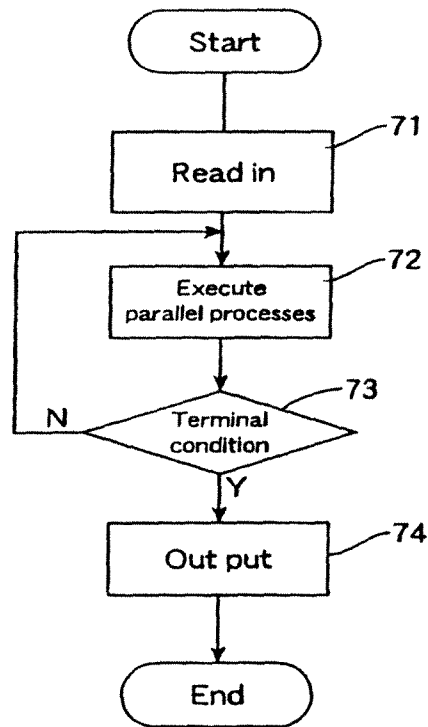 Start
71
Read in
72
Execute
parallel processes
73
Terminal
condition
N
Y
74
Out put
End